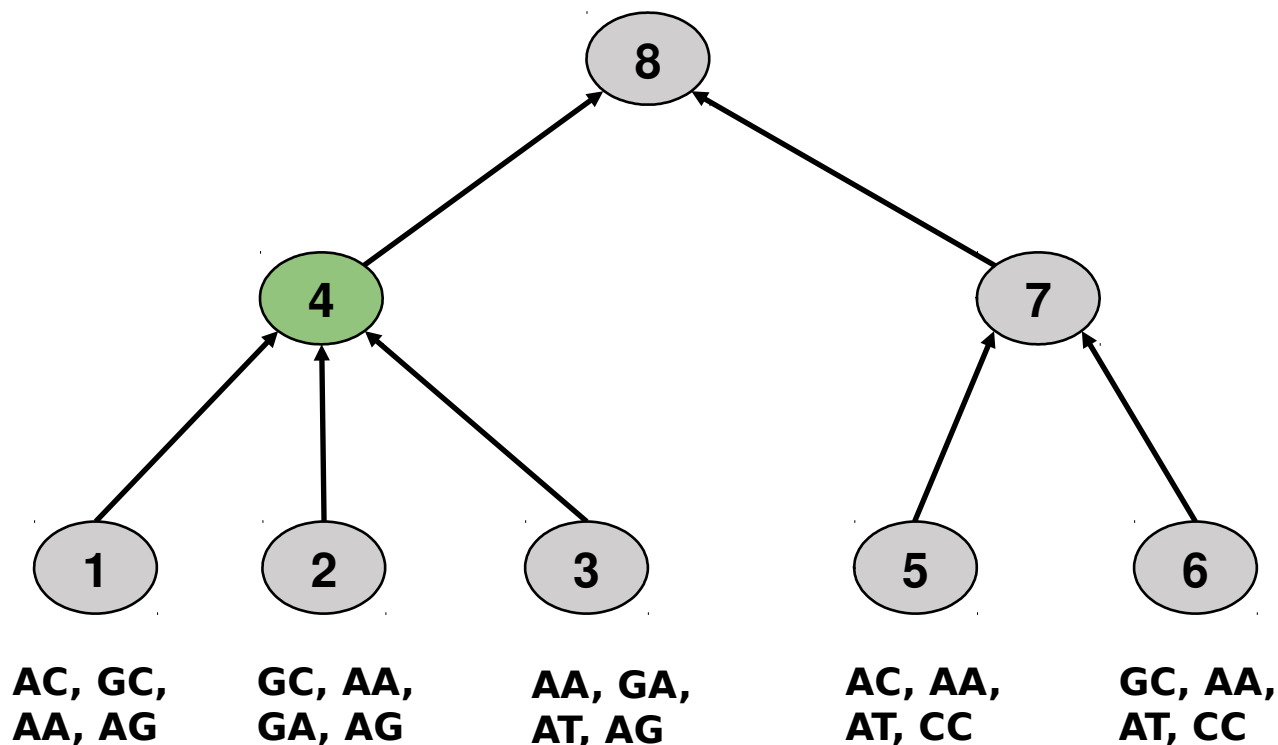 8
4
7
1
2
3
5
6
AC, GC,
AA, AG
GC, AA,
GA, AG
AA, GA,
AT, AG
AC, AA,
AT, CC
GC, AA,
AT, CC